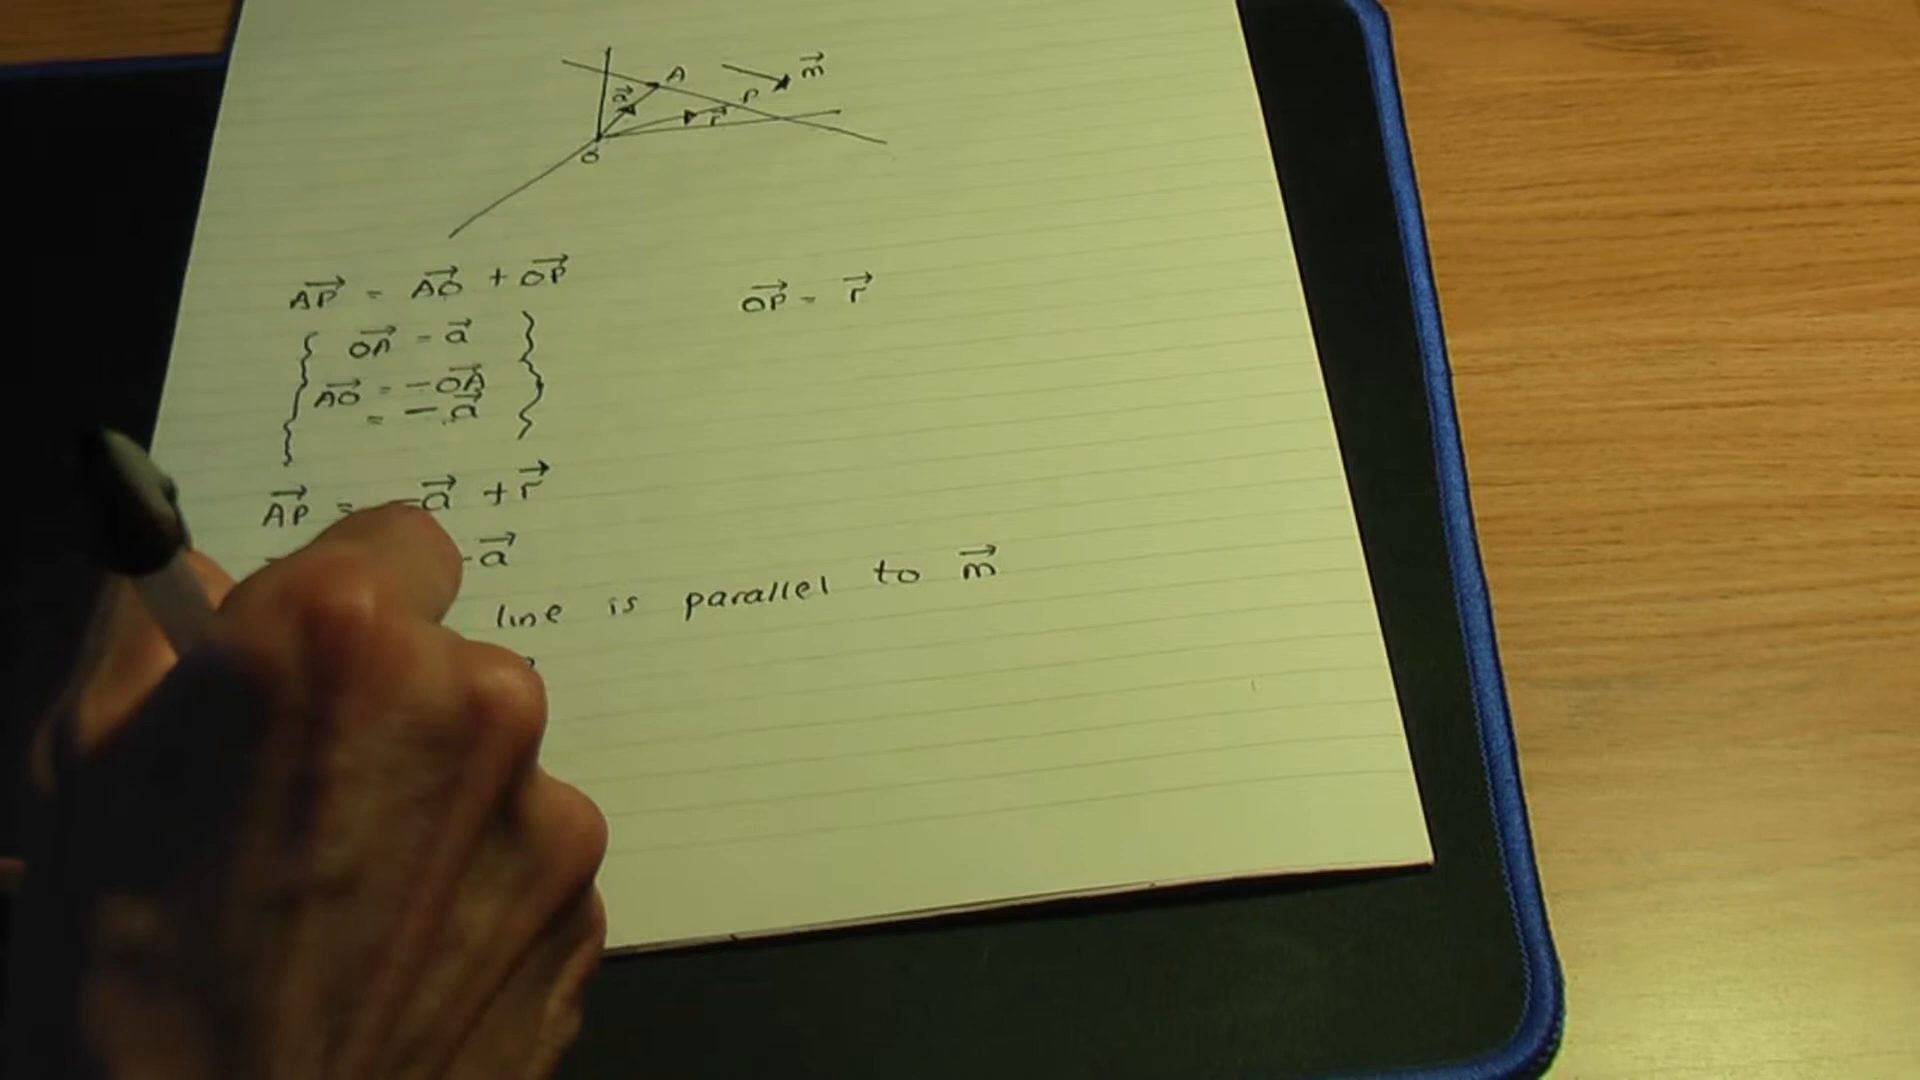 A
m⃗
a⃗
P
r⃗
O
A⃗P⃗ = A⃗O⃗ + O⃗P⃗
O⃗P⃗ = r⃗
O⃗A⃗ = a⃗
A⃗O⃗ = -O⃗A⃗
= -a⃗
A⃗P⃗ = -a⃗ + r⃗
-a⃗
line is parallel to m⃗